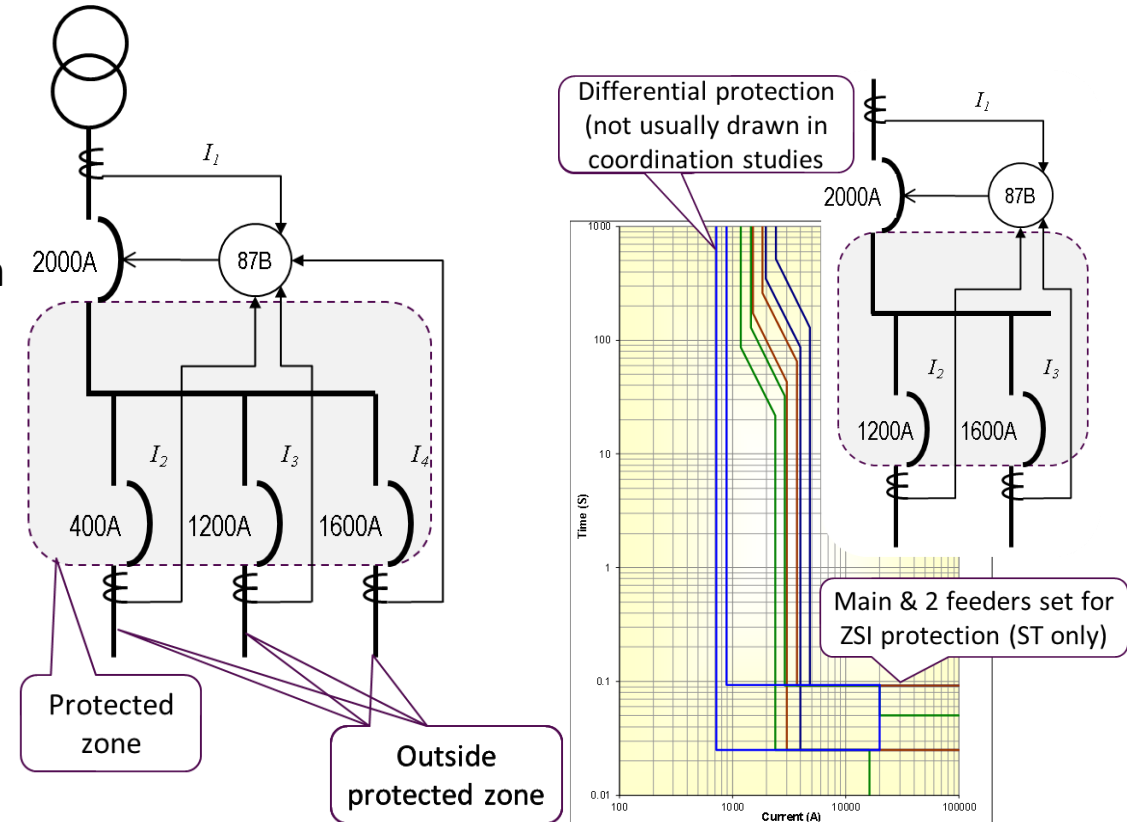 I1
2000A
87B
I2
I3
I4
400A
1200A
1600A
Protected
zone
Outside
protected zone
Differential protection
(not usually drawn in
coordination studies
I1
2000A
87B
I2
I3
1200A
1600A
Main & 2 feeders set for
ZSI protection (ST only)
Time (S)
1000
100
10
1
0.1
0.01
100
1000
10000
100000
Current (A)